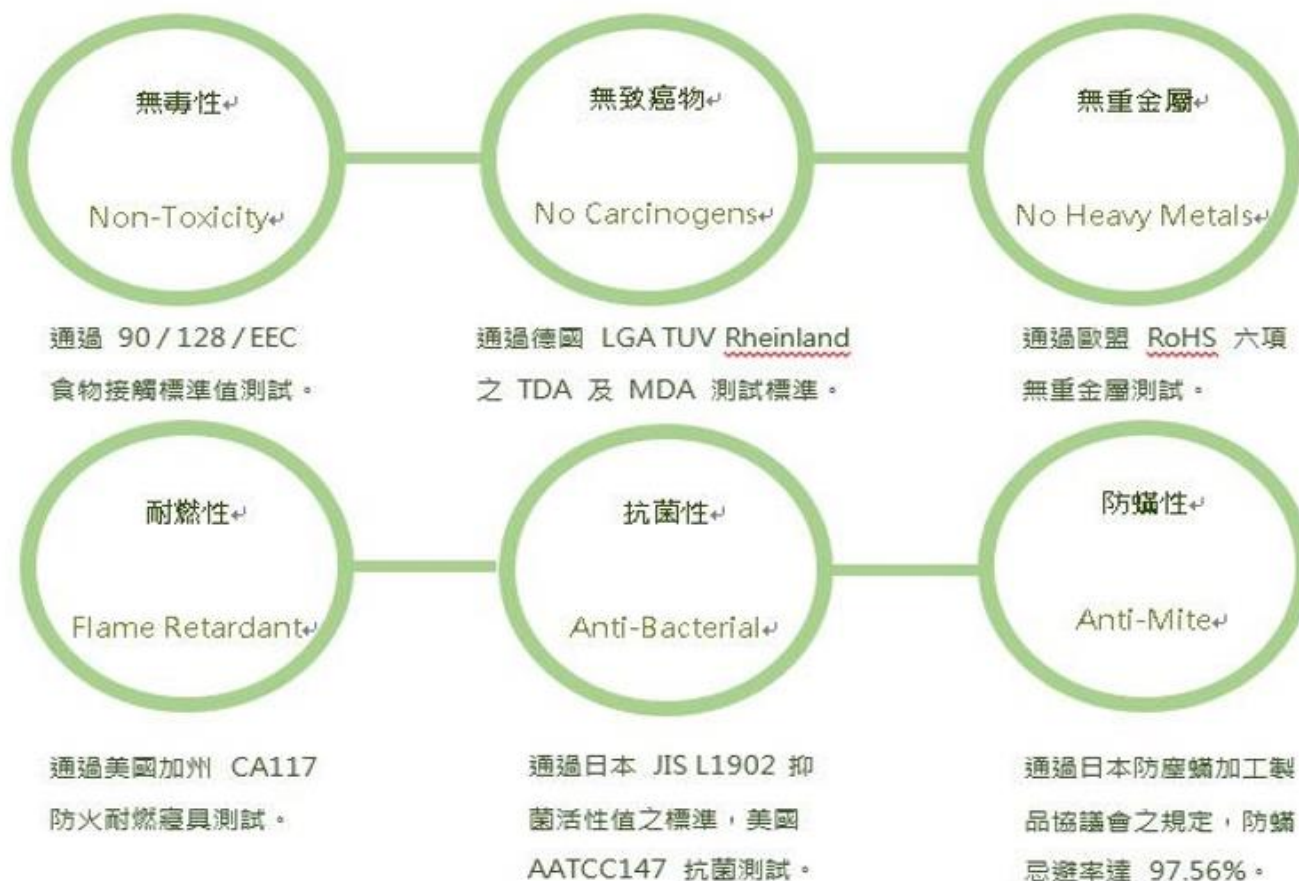 無毒性
Non-Toxicity
通過 90 / 128 / EEC
食物接觸標準值測試。
無致癌物
No Carcinogens
通過德國 LGA TUV Rheinland
之 TDA 及 MDA 測試標準。
無重金屬
No Heavy Metals
通過歐盟 RoHS 六項
無重金屬測試。
耐燃性
Flame Retardant
通過美國加州 CA117
防火耐燃寢具測試。
抗菌性
Anti-Bacterial
通過日本 JIS L1902 抑
菌活性值之標準，美國
AATCC147 抗菌測試。
防蟎性
Anti-Mite
通過日本防塵蟎加工製
品協議會之規定，防蟎
忌避率達 97.56%。